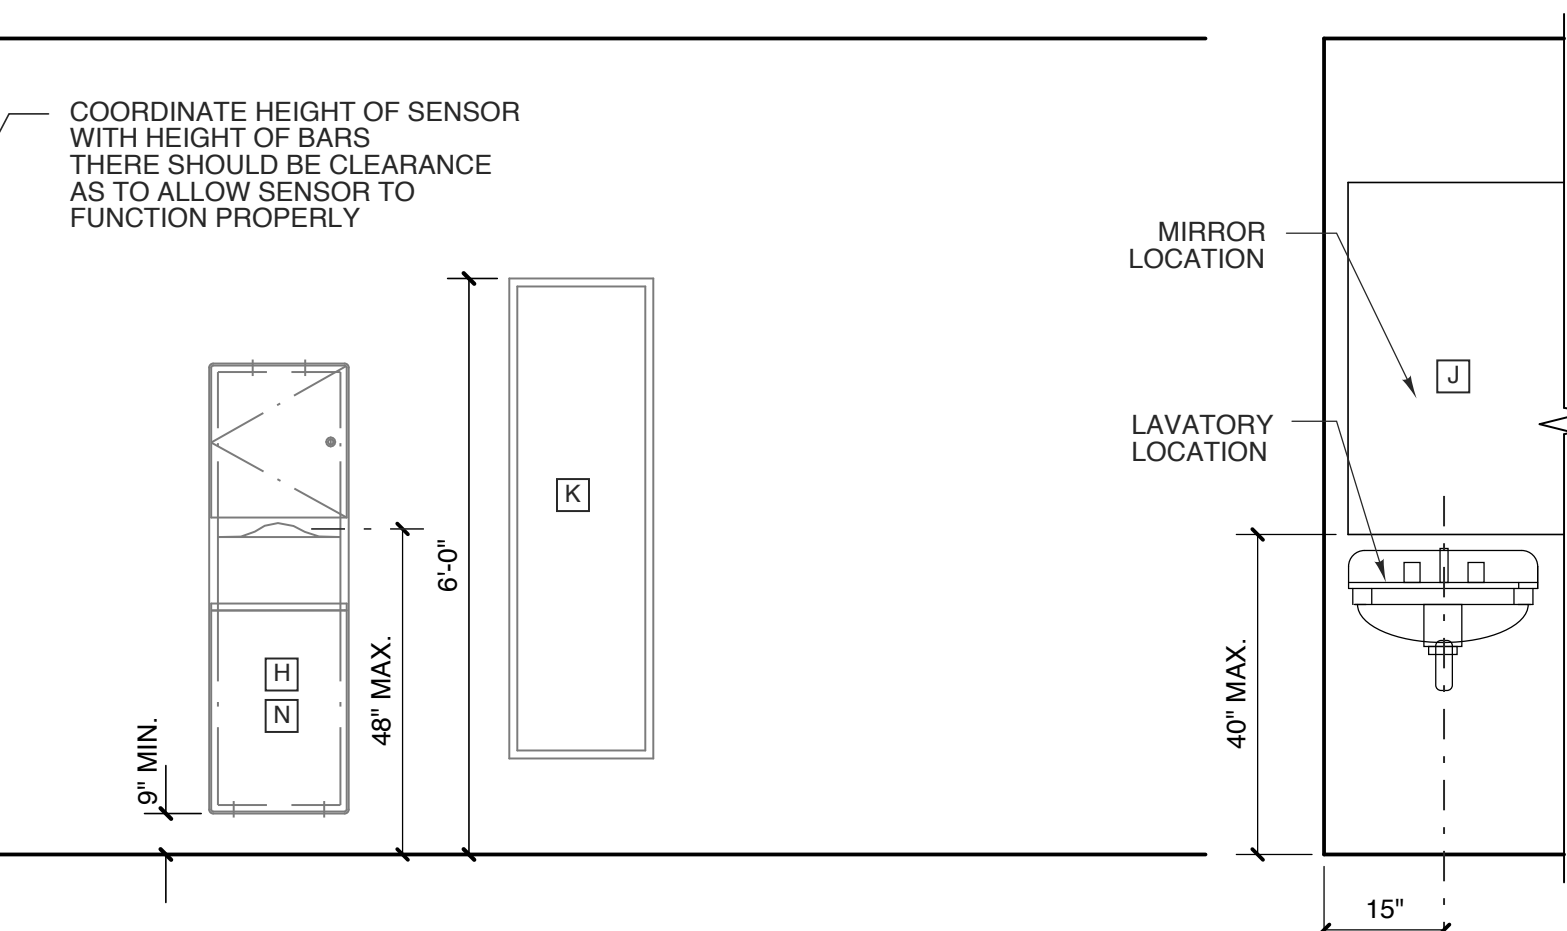 COORDINATE HEIGHT OF SENSOR
WITH HEIGHT OF BARS
THERE SHOULD BE CLEARANCE
AS TO ALLOW SENSOR TO
FUNCTION PROPERLY
MIRROR
LOCATION
J
LAVATORY
LOCATION
K
6'-0"
H
N
48" MAX.
9" MIN.
40" MAX.
15"